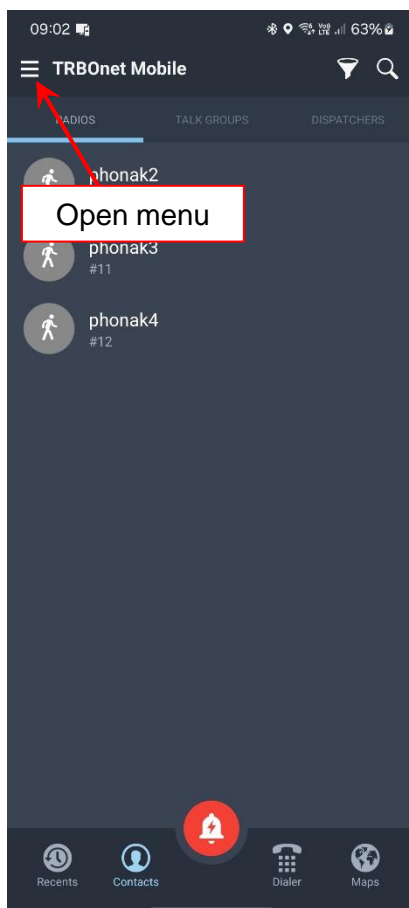 09:02 63%
TRBOnet Mobile
RADIOS TALK GROUPS DISPATCHERS
phonak2
Open menu
phonak3
#11
phonak4
#12
Recents Contacts Dialer Maps